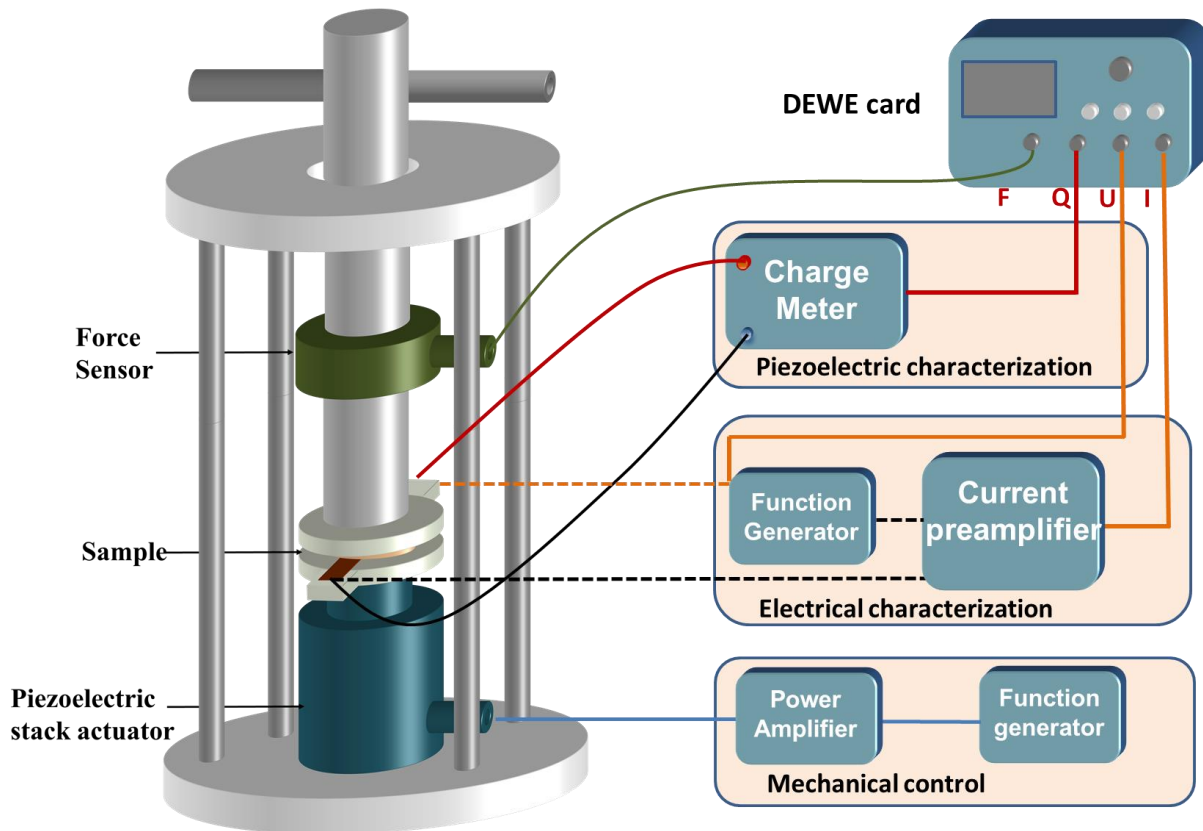 DEWE card
F Q U I
Charge
Meter
Piezoelectric characterization
Force
Sensor
Function
Generator
Current
preamplifier
Sample
Electrical characterization
Piezoelectric
stack actuator
Power
Amplifier
Function
generator
Mechanical control